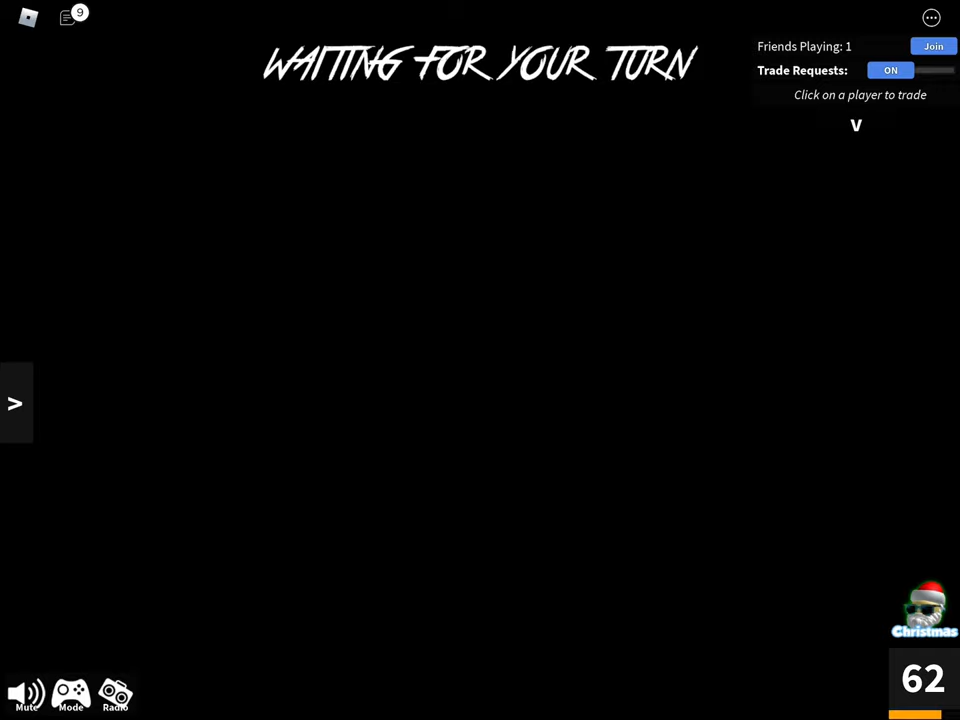 9
WAITING FOR YOUR TURN
Friends Playing: 1
Join
Trade Requests:
ON
Click on a player to trade
V
>
Christmas
62
Mute
Mode
Radio